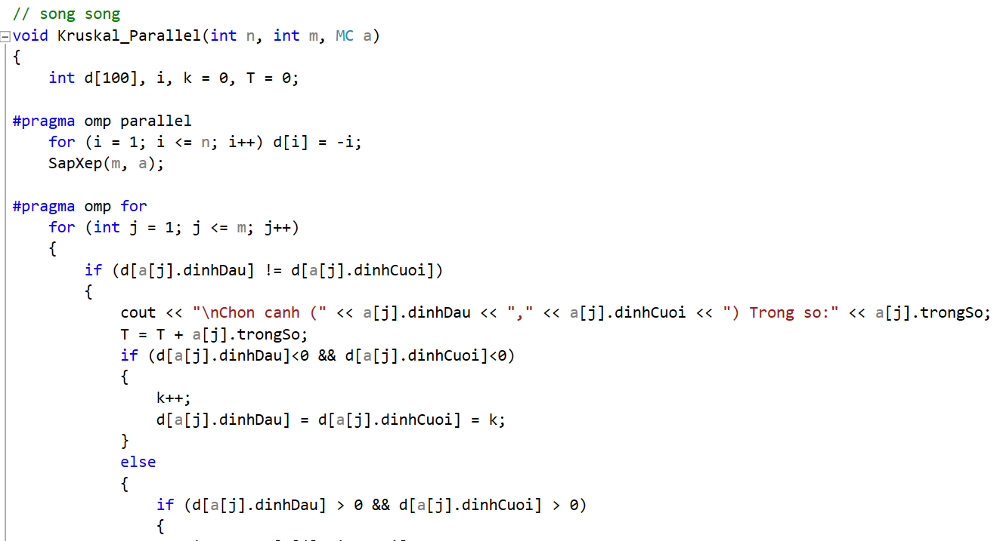 // song song
void Kruskal_Parallel(int n, int m, MC a)
{
    int d[100], i, k = 0, T = 0;
#pragma omp parallel
    for (i = 1; i <= n; i++) d[i] = -i;
    SapXep(m, a);
#pragma omp for
    for (int j = 1; j <= m; j++)
    {
        if (d[a[j].dinhDau] != d[a[j].dinhCuoi])
        {
            cout << "\nChon canh (" << a[j].dinhDau << "," << a[j].dinhCuoi << ") Trong so:" << a[j].trongSo;
            T = T + a[j].trongSo;
            if (d[a[j].dinhDau]<0 && d[a[j].dinhCuoi]<0)
            {
                k++;
                d[a[j].dinhDau] = d[a[j].dinhCuoi] = k;
            }
            else
            {
                if (d[a[j].dinhDau] > 0 && d[a[j].dinhCuoi] > 0)
                {